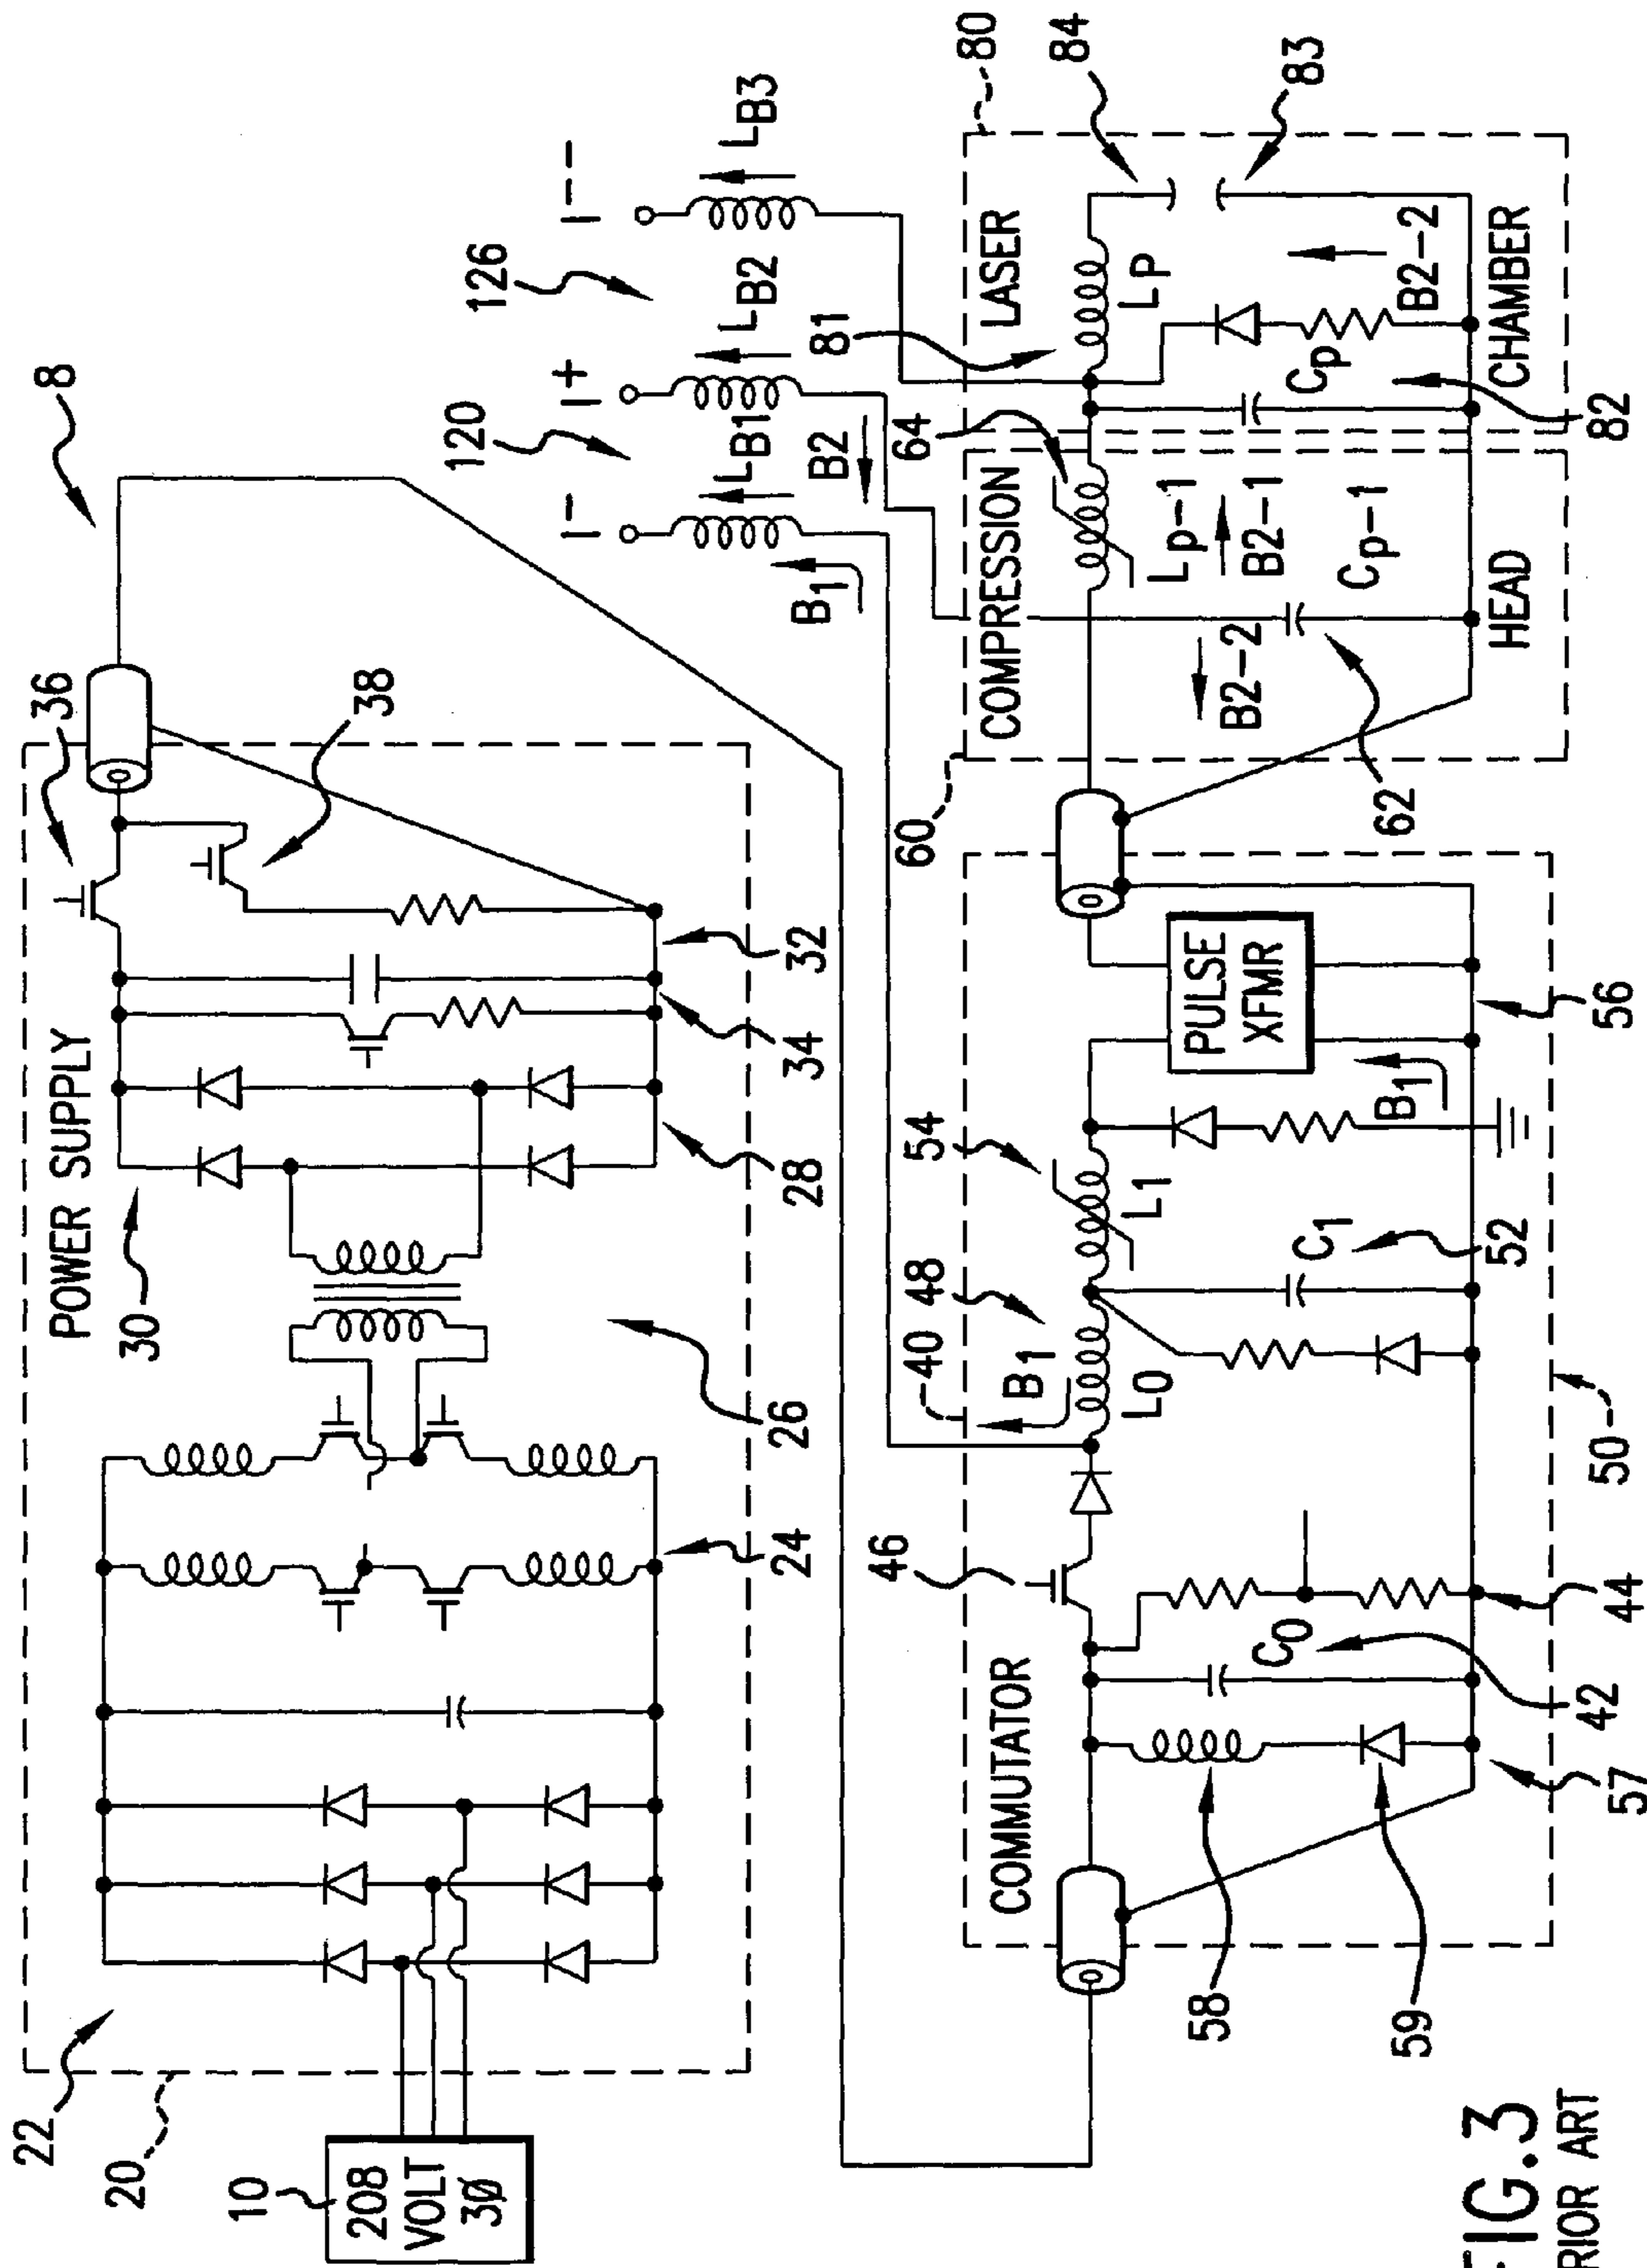 8
POWER SUPPLY
36
38
30
22
20
10
208
VOLT
3Ø
24
26
28
34
32
120
126
I-
I+
I--
LB1
LB2
LB3
B1
B2
COMMUTATOR
46
40
B1
48
L0
54
L1
C0
C1
B1
PULSE
XFMR
58
59
57
42
44
50
52
56
60
COMPRESSION
HEAD
64
Lp-1
B2-1
Cp-1
B2-2
62
81
LASER
CHAMBER
80
84
83
LP
Cp
B2-2
82
FIG.3
RIOR ART